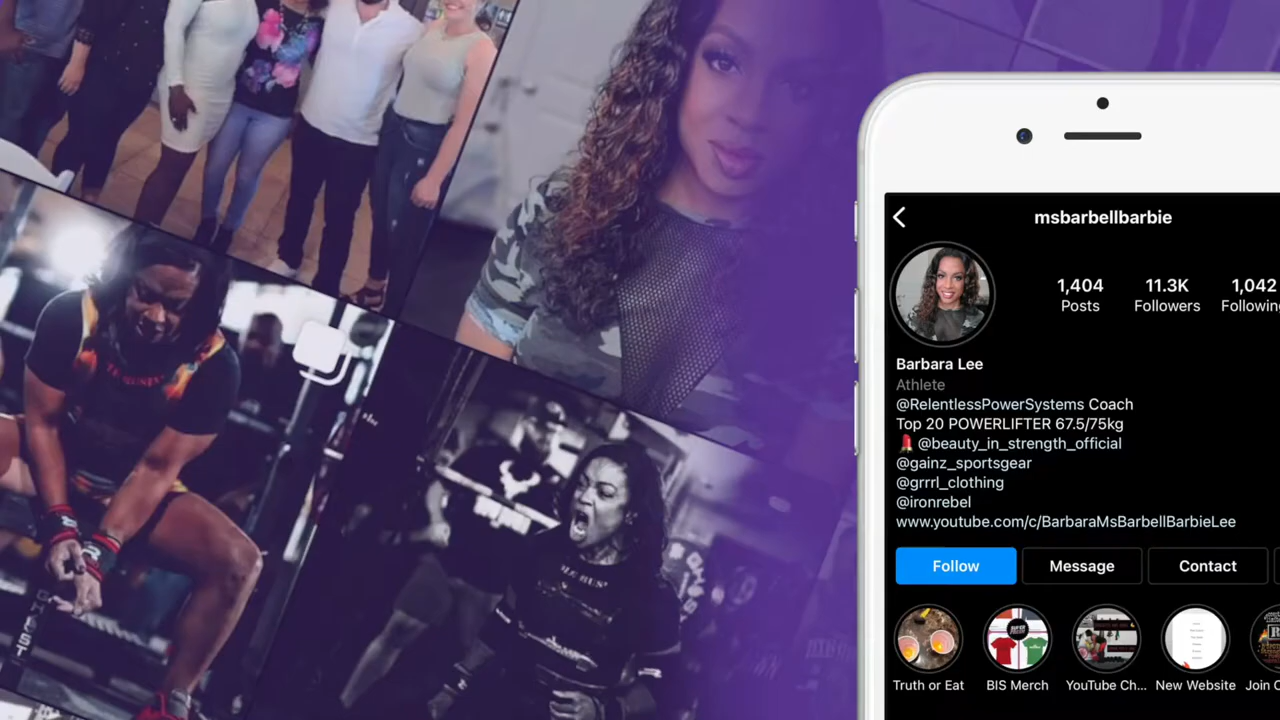 msbarbellbarbie
1,404
11.3K
1,042
Posts
Followers
Following
Barbara Lee
Athlete
@RelentlessPowerSystems Coach
Top 20 POWERLIFTER 67.5/75kg
💄 @beauty_in_strength_official
@gainz_sportsgear
@grrrl_clothing
@ironrebel
www.youtube.com/c/BarbaraMsBarbellBarbieLee
Follow
Message
Contact
Truth or Eat
BIS Merch
YouTube Ch...
New Website
Join